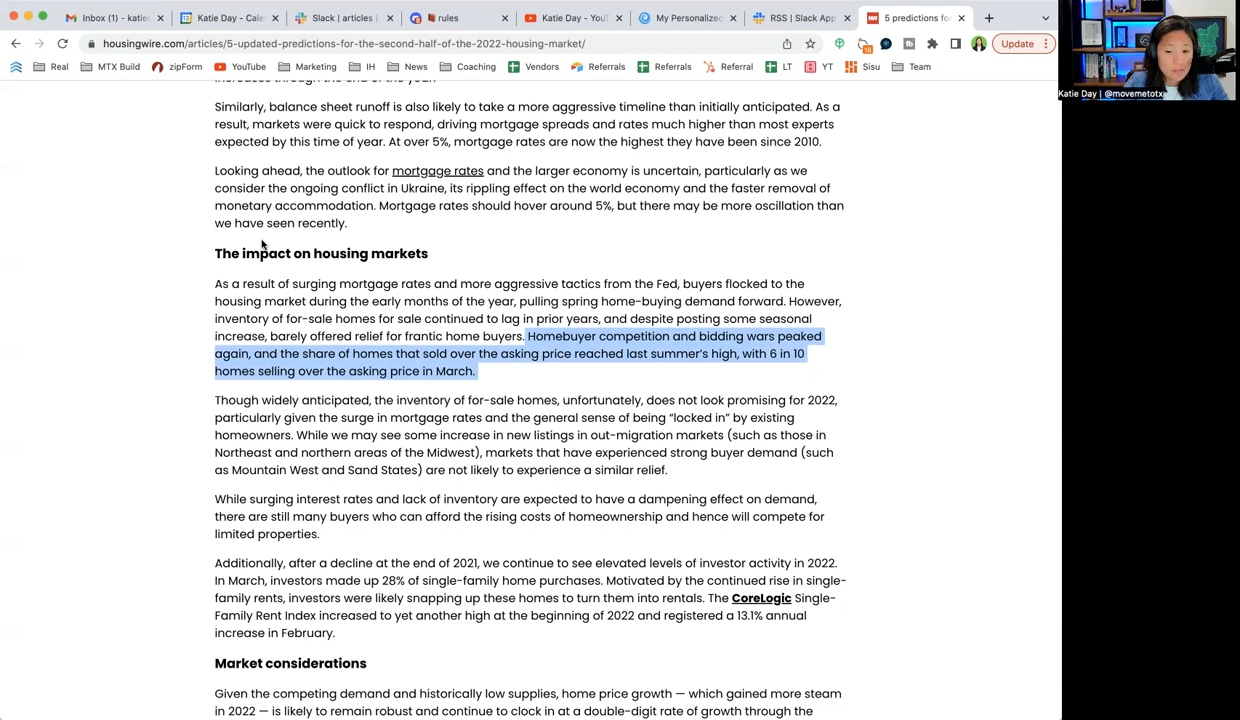 Inbox (1) - katie
Katie Day - Cale
Slack | articles |
rules
Katie Day - YouT
My Personalized
RSS | Slack App
5 predictions fo
housingwire.com/articles/5-updated-predictions-for-the-second-half-of-the-2022-housing-market/
18
Update
Real
MTX Build
zipForm
YouTube
Marketing
IH
News
Coaching
Vendors
Referrals
Referrals
Referral
LT
YT
Sisu
Team
Katie Day | @movemetotx
increases through the end of the year.
Similarly, balance sheet runoff is also likely to take a more aggressive timeline than initially anticipated. As a
result, markets were quick to respond, driving mortgage spreads and rates much higher than most experts
expected by this time of year. At over 5%, mortgage rates are now the highest they have been since 2010.
Looking ahead, the outlook for mortgage rates and the larger economy is uncertain, particularly as we
consider the ongoing conflict in Ukraine, its rippling effect on the world economy and the faster removal of
monetary accommodation. Mortgage rates should hover around 5%, but there may be more oscillation than
we have seen recently.
The impact on housing markets
As a result of surging mortgage rates and more aggressive tactics from the Fed, buyers flocked to the
housing market during the early months of the year, pulling spring home-buying demand forward. However,
inventory of for-sale homes for sale continued to lag in prior years, and despite posting some seasonal
increase, barely offered relief for frantic home buyers. Homebuyer competition and bidding wars peaked
again, and the share of homes that sold over the asking price reached last summer's high, with 6 in 10
homes selling over the asking price in March.
Though widely anticipated, the inventory of for-sale homes, unfortunately, does not look promising for 2022,
particularly given the surge in mortgage rates and the general sense of being “locked in” by existing
homeowners. While we may see some increase in new listings in out-migration markets (such as those in
Northeast and northern areas of the Midwest), markets that have experienced strong buyer demand (such
as Mountain West and Sand States) are not likely to experience a similar relief.
While surging interest rates and lack of inventory are expected to have a dampening effect on demand,
there are still many buyers who can afford the rising costs of homeownership and hence will compete for
limited properties.
Additionally, after a decline at the end of 2021, we continue to see elevated levels of investor activity in 2022.
In March, investors made up 28% of single-family home purchases. Motivated by the continued rise in single-
family rents, investors were likely snapping up these homes to turn them into rentals. The CoreLogic Single-
Family Rent Index increased to yet another high at the beginning of 2022 and registered a 13.1% annual
increase in February.
Market considerations
Given the competing demand and historically low supplies, home price growth — which gained more steam
in 2022 — is likely to remain robust and continue to clock in at a double-digit rate of growth through the